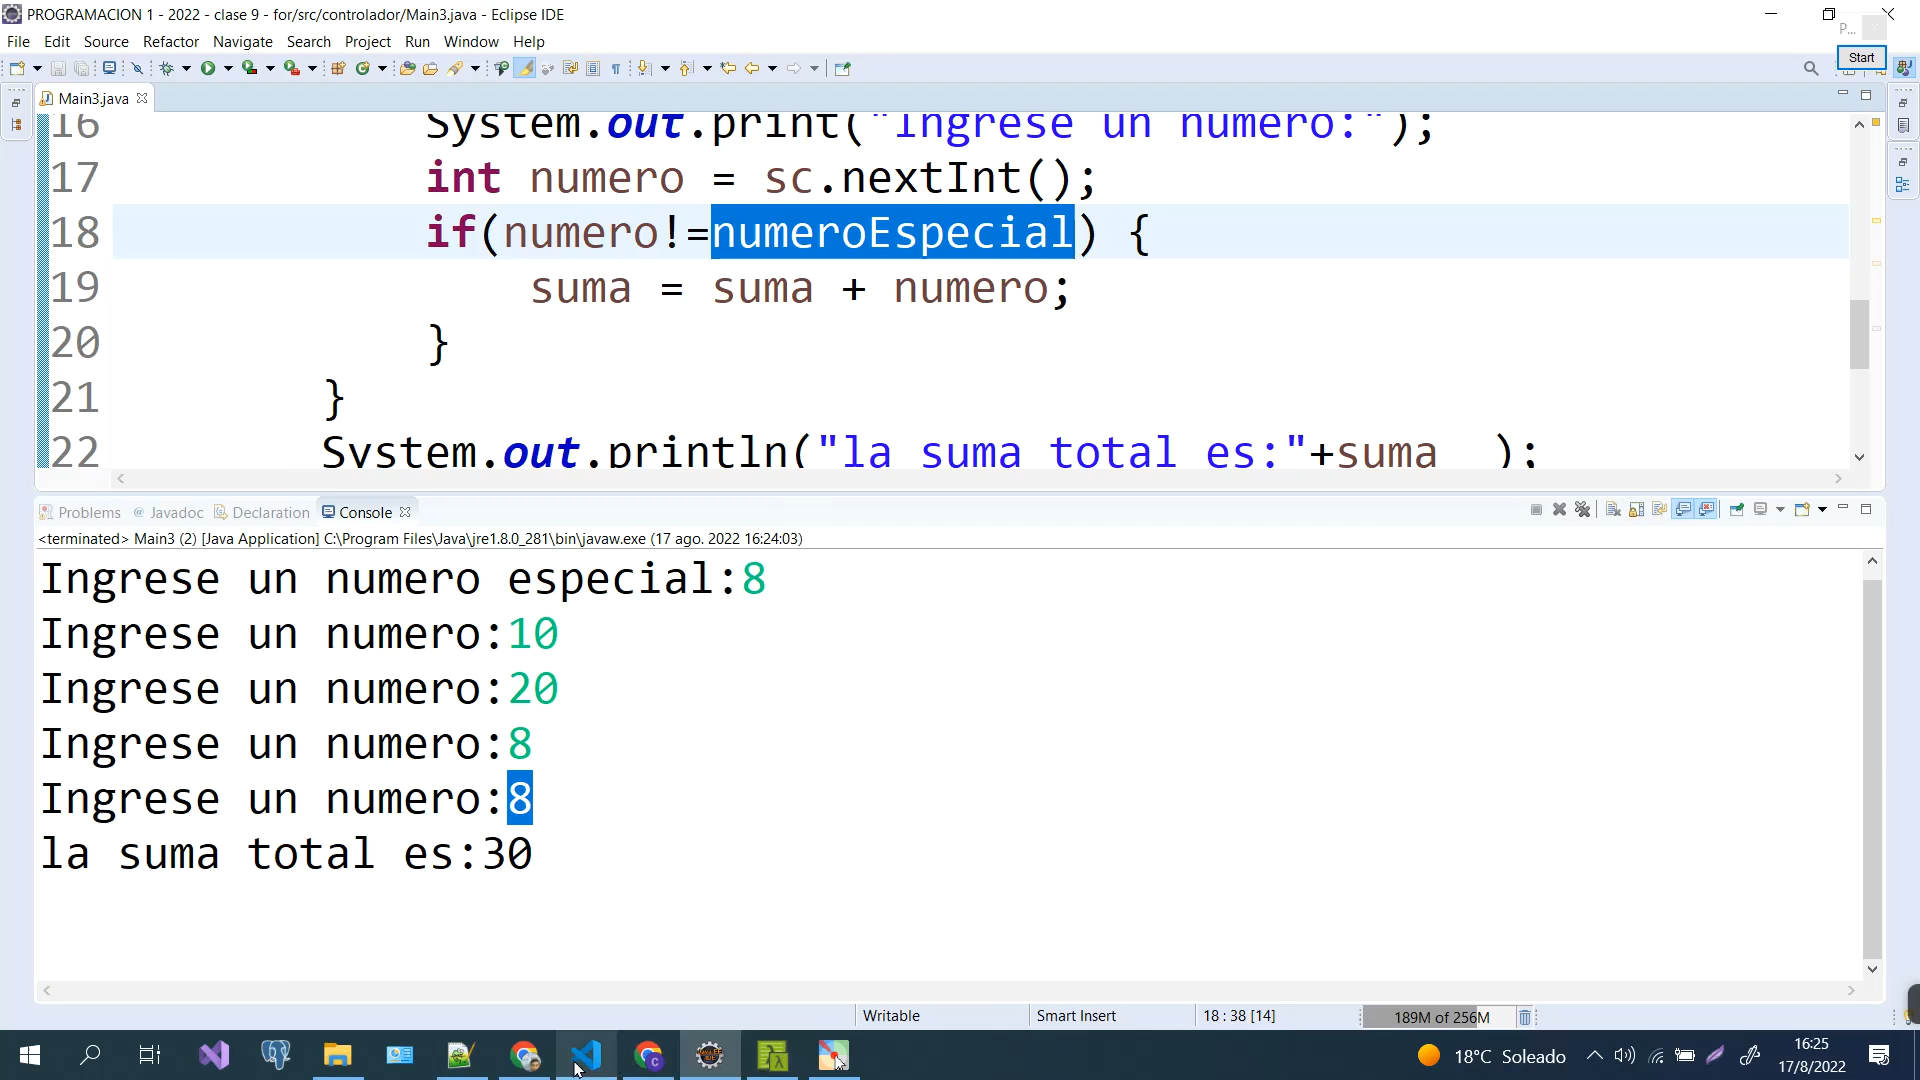 PROGRAMACION 1 - 2022 - clase 9 - for/src/controlador/Main3.java - Eclipse IDE
P...
File Edit Source Refactor Navigate Search Project Run Window Help
Start
Main3.java
16 System.out.print("Ingrese un numero:");
17 int numero = sc.nextInt();
18 if(numero!=numeroEspecial) {
19 suma = suma + numero;
20 }
21 }
22 System.out.println("la suma total es:"+suma );
Problems Javadoc Declaration Console
<terminated> Main3 (2) [Java Application] C:\Program Files\Java\jre1.8.0_281\bin\javaw.exe (17 ago. 2022 16:24:03)
Ingrese un numero especial:8
Ingrese un numero:10
Ingrese un numero:20
Ingrese un numero:8
Ingrese un numero:8
la suma total es:30
Writable Smart Insert 18 : 38 [14] 189M of 256M
18°C Soleado
16:25
17/8/2022